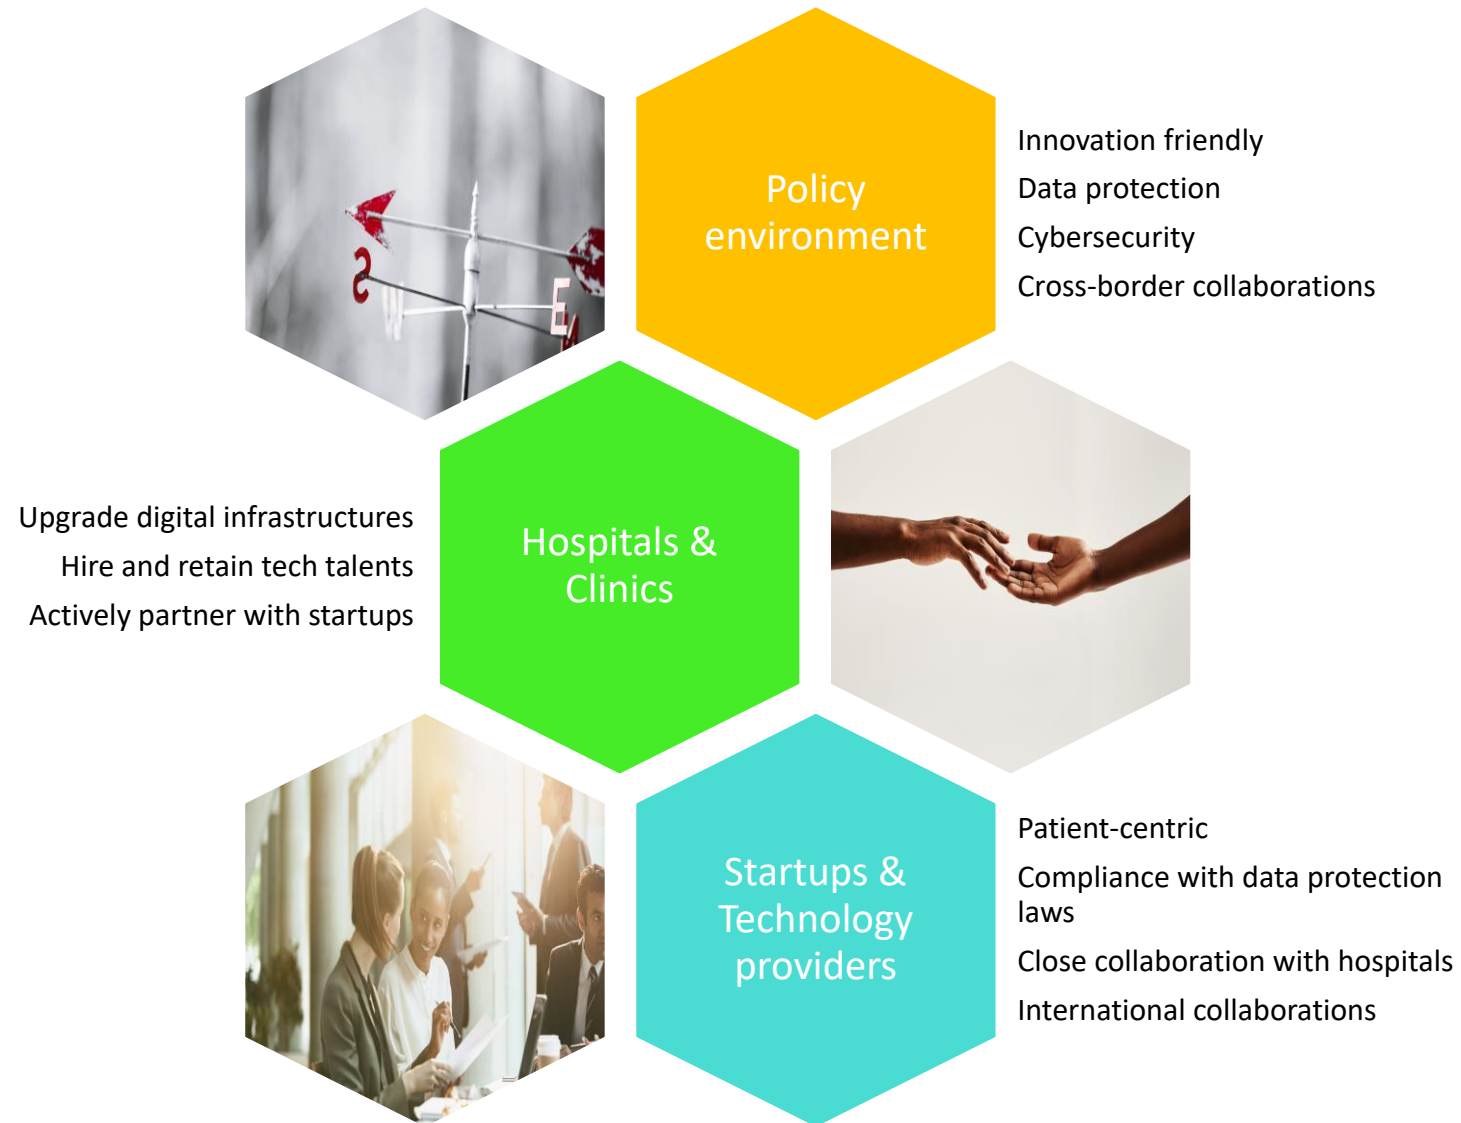 Policy
environment
Innovation friendly
Data protection
Cybersecurity
Cross-border collaborations
S
W
E
Upgrade digital infrastructures
Hire and retain tech talents
Actively partner with startups
Hospitals &
Clinics
Startups &
Technology
providers
Patient-centric
Compliance with data protection
laws
Close collaboration with hospitals
International collaborations